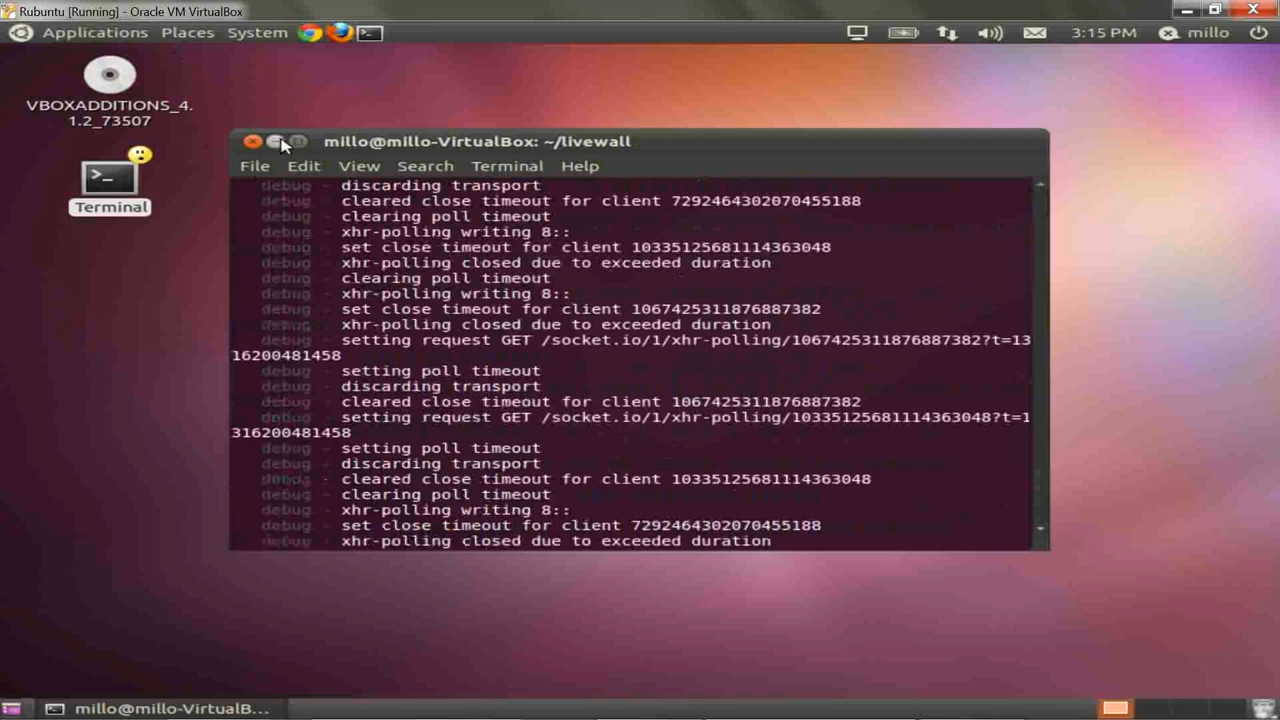 Rubuntu [Running] - Oracle VM VirtualBox
Applications Places System 3:15 PM millo
VBOXADDITIONS_4.
1.2_73507
Terminal
millo@millo-VirtualBox: ~/livewall
File Edit View Search Terminal Help
debug - discarding transport
debug - cleared close timeout for client 7292464302070455188
debug - clearing poll timeout
debug - xhr-polling writing 8::
debug - set close timeout for client 10335125681114363048
debug - xhr-polling closed due to exceeded duration
debug - clearing poll timeout
debug - xhr-polling writing 8::
debug - set close timeout for client 1067425311876887382
debug - xhr-polling closed due to exceeded duration
debug - setting request GET /socket.io/1/xhr-polling/1067425311876887382?t=13
16200481458
debug - setting poll timeout
debug - discarding transport
debug - cleared close timeout for client 1067425311876887382
debug - setting request GET /socket.io/1/xhr-polling/10335125681114363048?t=1
316200481458
debug - setting poll timeout
debug - discarding transport
debug - cleared close timeout for client 10335125681114363048
debug - clearing poll timeout
debug - xhr-polling writing 8::
debug - set close timeout for client 7292464302070455188
debug - xhr-polling closed due to exceeded duration
millo@millo-VirtualB...